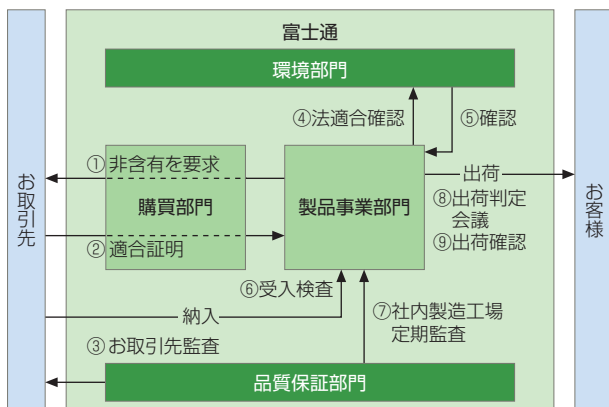 富士通
環境部門
④法適合確認
⑤確認
①非含有を要求
お取引先
購買部門
製品事業部門
出荷
⑧出荷判定
会議
⑨出荷確認
お客様
②適合証明
⑥受入検査
納入
⑦社内製造工場
定期監査
③お取引先監査
品質保証部門